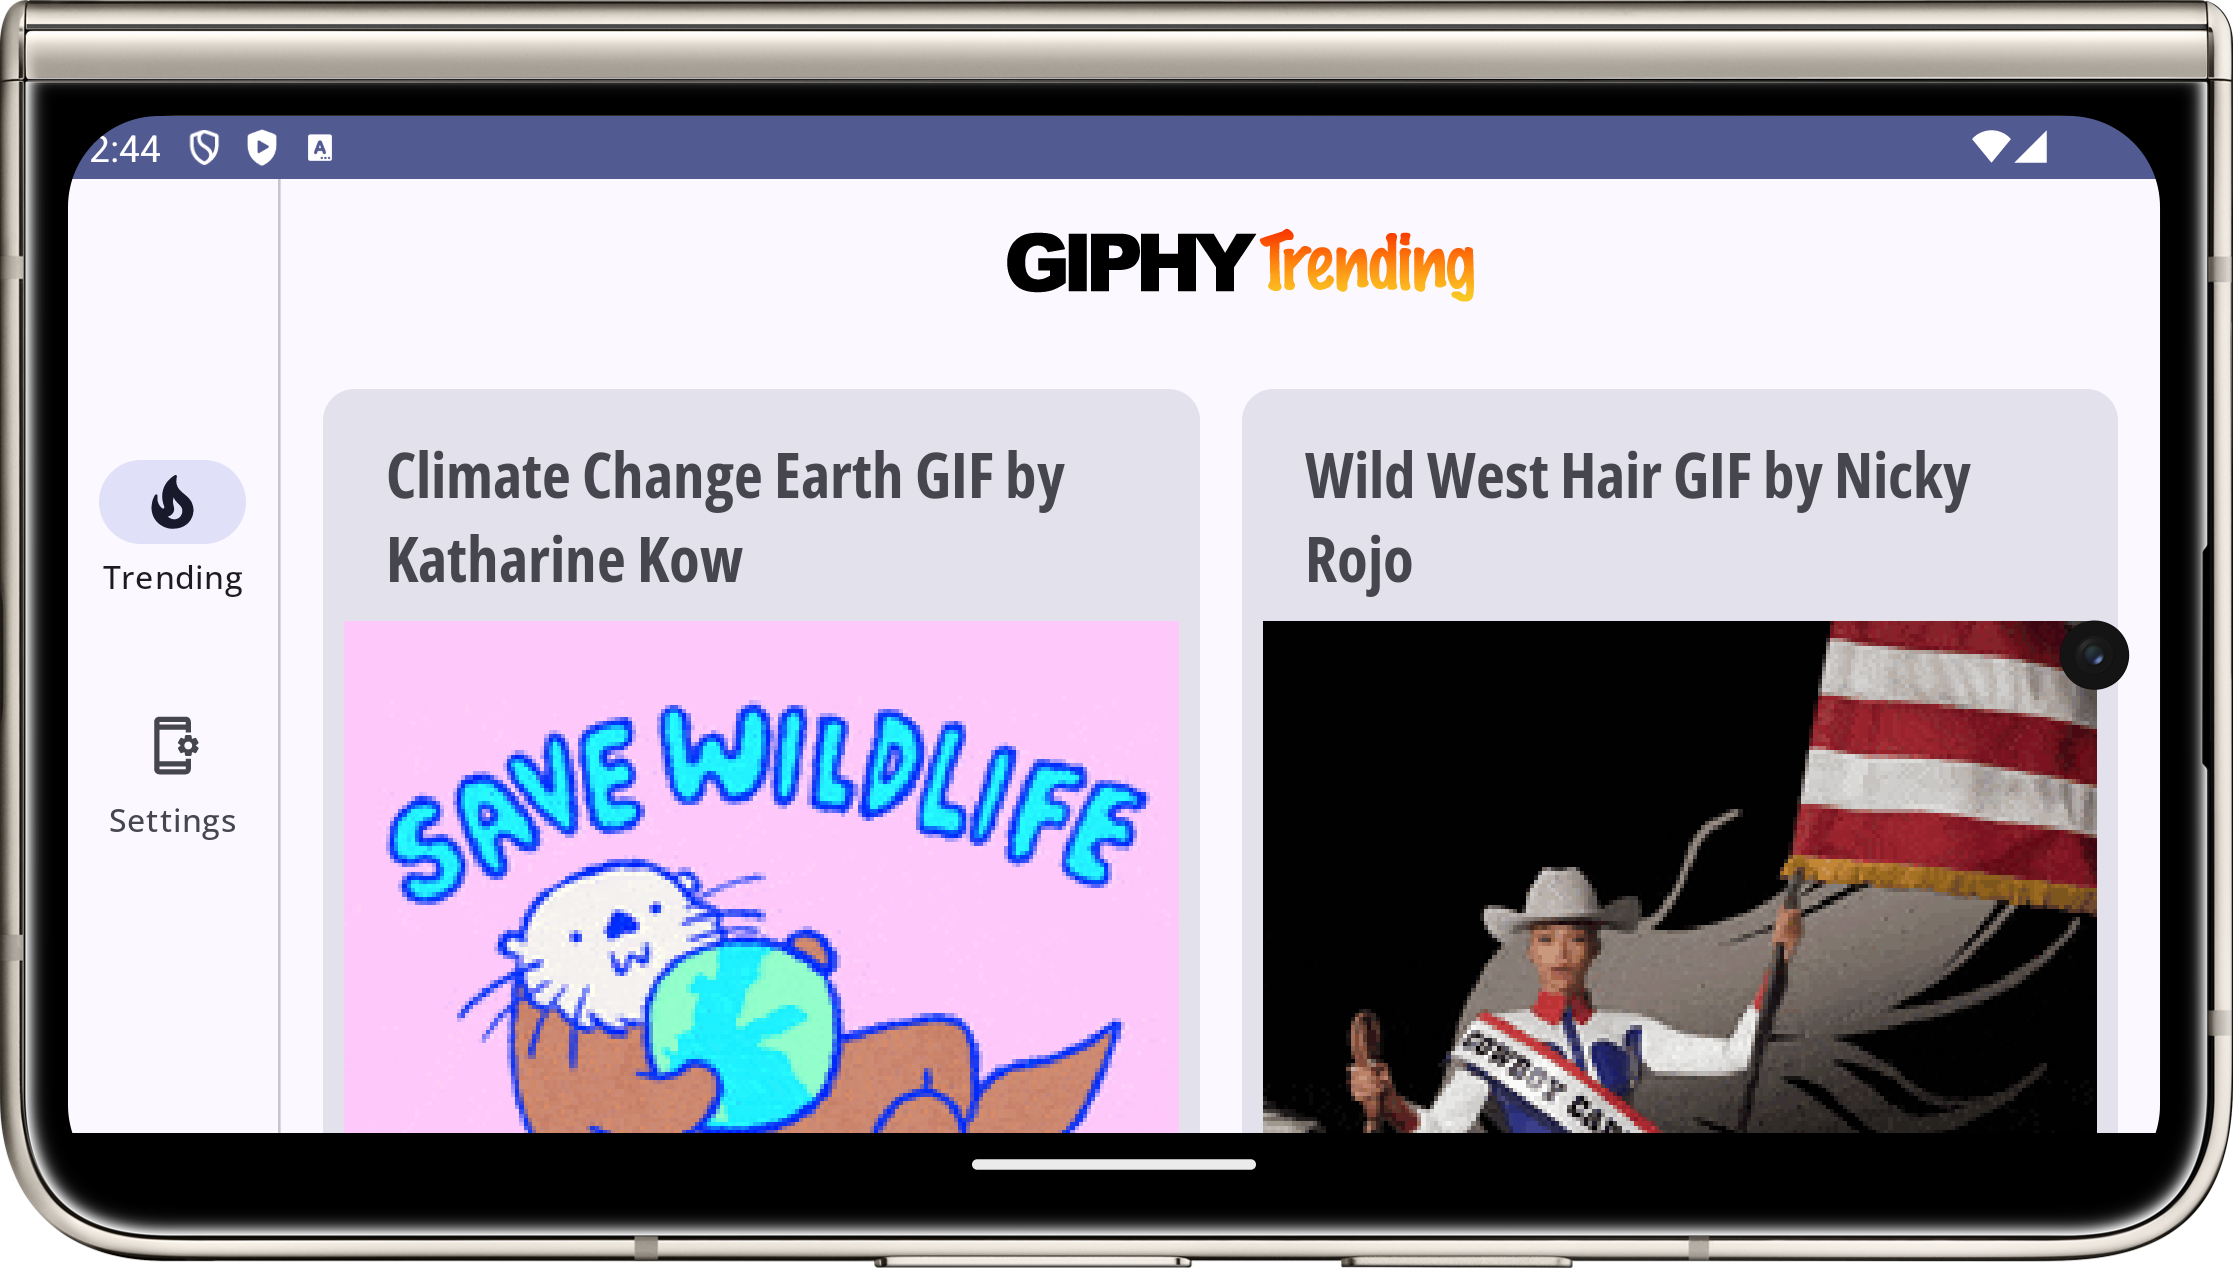 2:44
GIPHY Trending
Climate Change Earth GIF by
Katharine Kow
Wild West Hair GIF by Nicky
Rojo
Trending
Settings
SAVE WILDLIFE
COWBOY